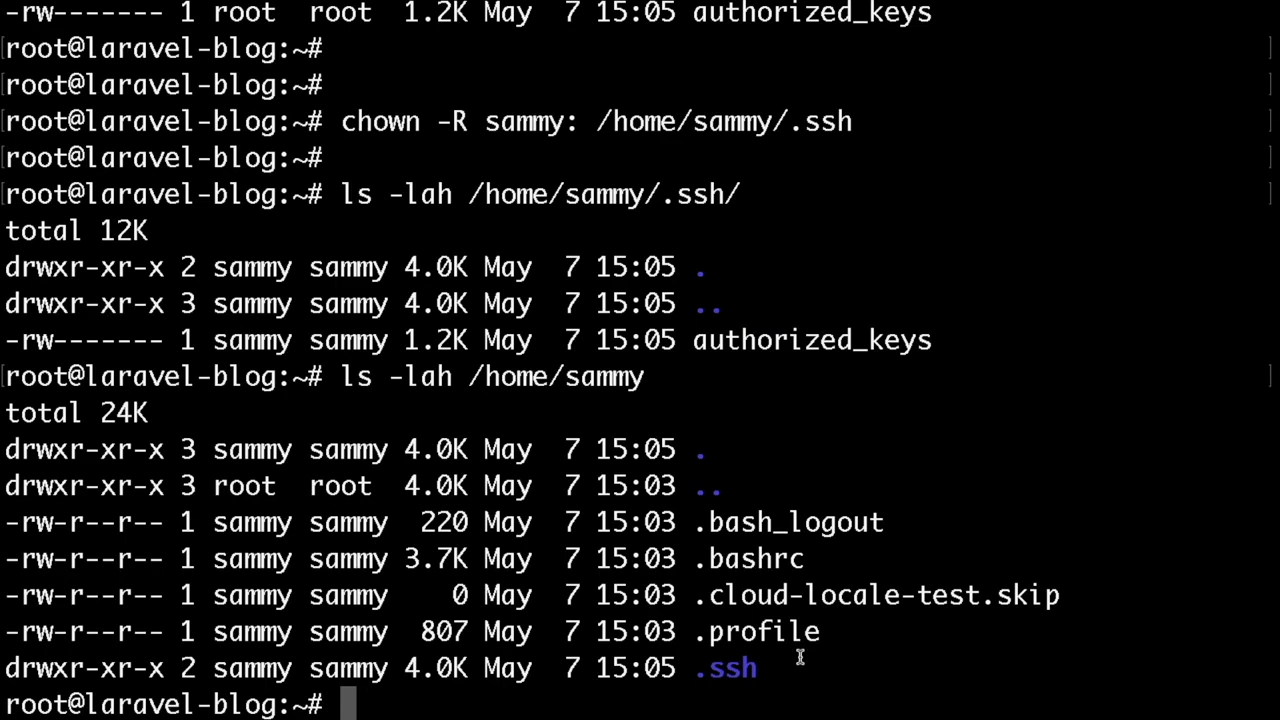 -rw------- 1 root  root  1.2K May  7 15:05 authorized_keys
root@laravel-blog:~#
root@laravel-blog:~#
root@laravel-blog:~# chown -R sammy: /home/sammy/.ssh
root@laravel-blog:~#
root@laravel-blog:~# ls -lah /home/sammy/.ssh/
total 12K
drwxr-xr-x 2 sammy sammy 4.0K May  7 15:05 .
drwxr-xr-x 3 sammy sammy 4.0K May  7 15:05 ..
-rw------- 1 sammy sammy 1.2K May  7 15:05 authorized_keys
root@laravel-blog:~# ls -lah /home/sammy
total 24K
drwxr-xr-x 3 sammy sammy 4.0K May  7 15:05 .
drwxr-xr-x 3 root  root  4.0K May  7 15:03 ..
-rw-r--r-- 1 sammy sammy  220 May  7 15:03 .bash_logout
-rw-r--r-- 1 sammy sammy 3.7K May  7 15:03 .bashrc
-rw-r--r-- 1 sammy sammy    0 May  7 15:03 .cloud-locale-test.skip
-rw-r--r-- 1 sammy sammy  807 May  7 15:03 .profile
drwxr-xr-x 2 sammy sammy 4.0K May  7 15:05 .ssh
root@laravel-blog:~#